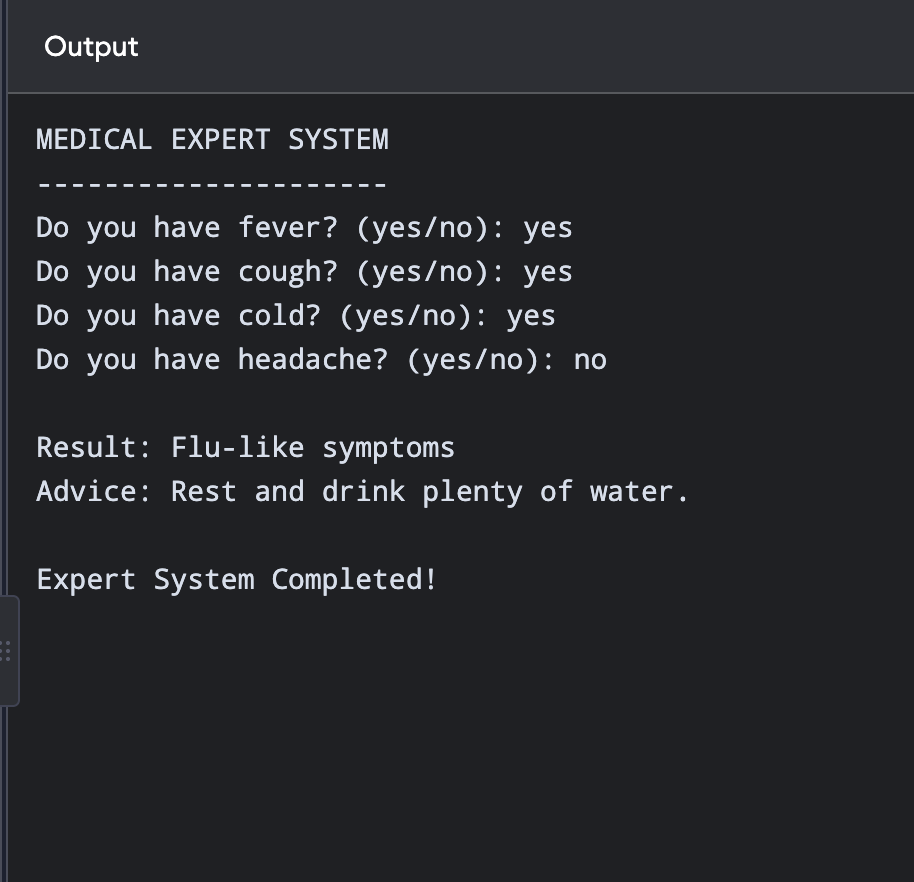 Output
MEDICAL EXPERT SYSTEM
---------------------
Do you have fever? (yes/no): yes
Do you have cough? (yes/no): yes
Do you have cold? (yes/no): yes
Do you have headache? (yes/no): no
Result: Flu-like symptoms
Advice: Rest and drink plenty of water.
Expert System Completed!